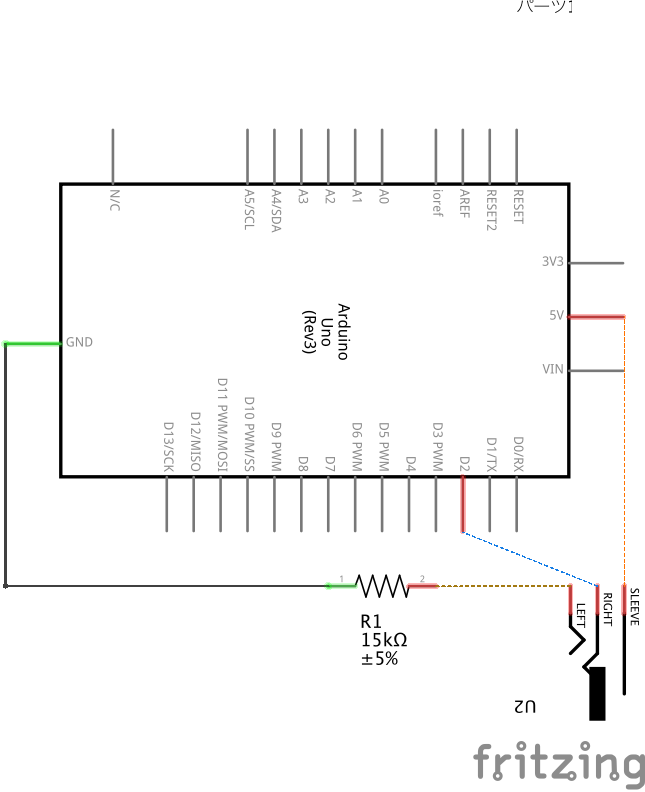 パーツ1
N/C
A5/SCL
A4/SDA
A3
A2
A1
A0
ioref
AREF
RESET2
RESET
3V3
5V
VIN
GND
Arduino
Uno
(Rev3)
D13/SCK
D12/MISO
D11 PWM/MOSI
D10 PWM/SS
D9 PWM
D8
D7
D6 PWM
D5 PWM
D4
D3 PWM
D2
D1/TX
D0/RX
1
2
R1
15kΩ
±5%
LEFT
RIGHT
SLEEVE
U2
fritzing